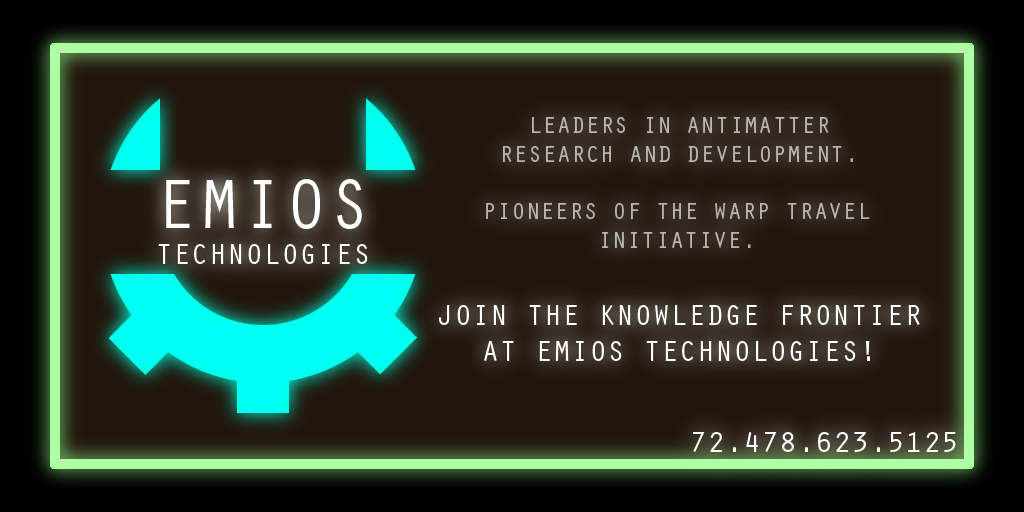 EMIOS
TECHNOLOGIES
LEADERS IN ANTIMATTER
RESEARCH AND DEVELOPMENT.
PIONEERS OF THE WARP TRAVEL
INITIATIVE.
JOIN THE KNOWLEDGE FRONTIER
AT EMIOS TECHNOLOGIES!
72.478.623.5125